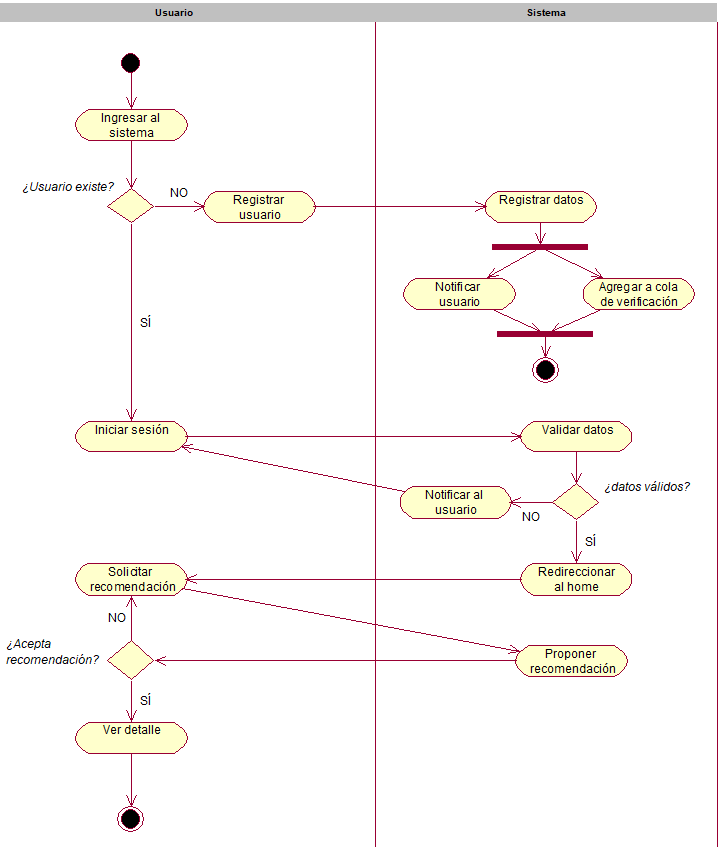 Usuario
Sistema
Ingresar al
sistema
¿Usuario existe?
NO
Registrar
usuario
Registrar datos
Notificar
usuario
Agregar a cola
de verificación
SÍ
Iniciar sesión
Validar datos
¿datos válidos?
Notificar al
usuario
NO
SÍ
Solicitar
recomendación
Redireccionar
al home
NO
¿Acepta
recomendación?
Proponer
recomendación
SÍ
Ver detalle